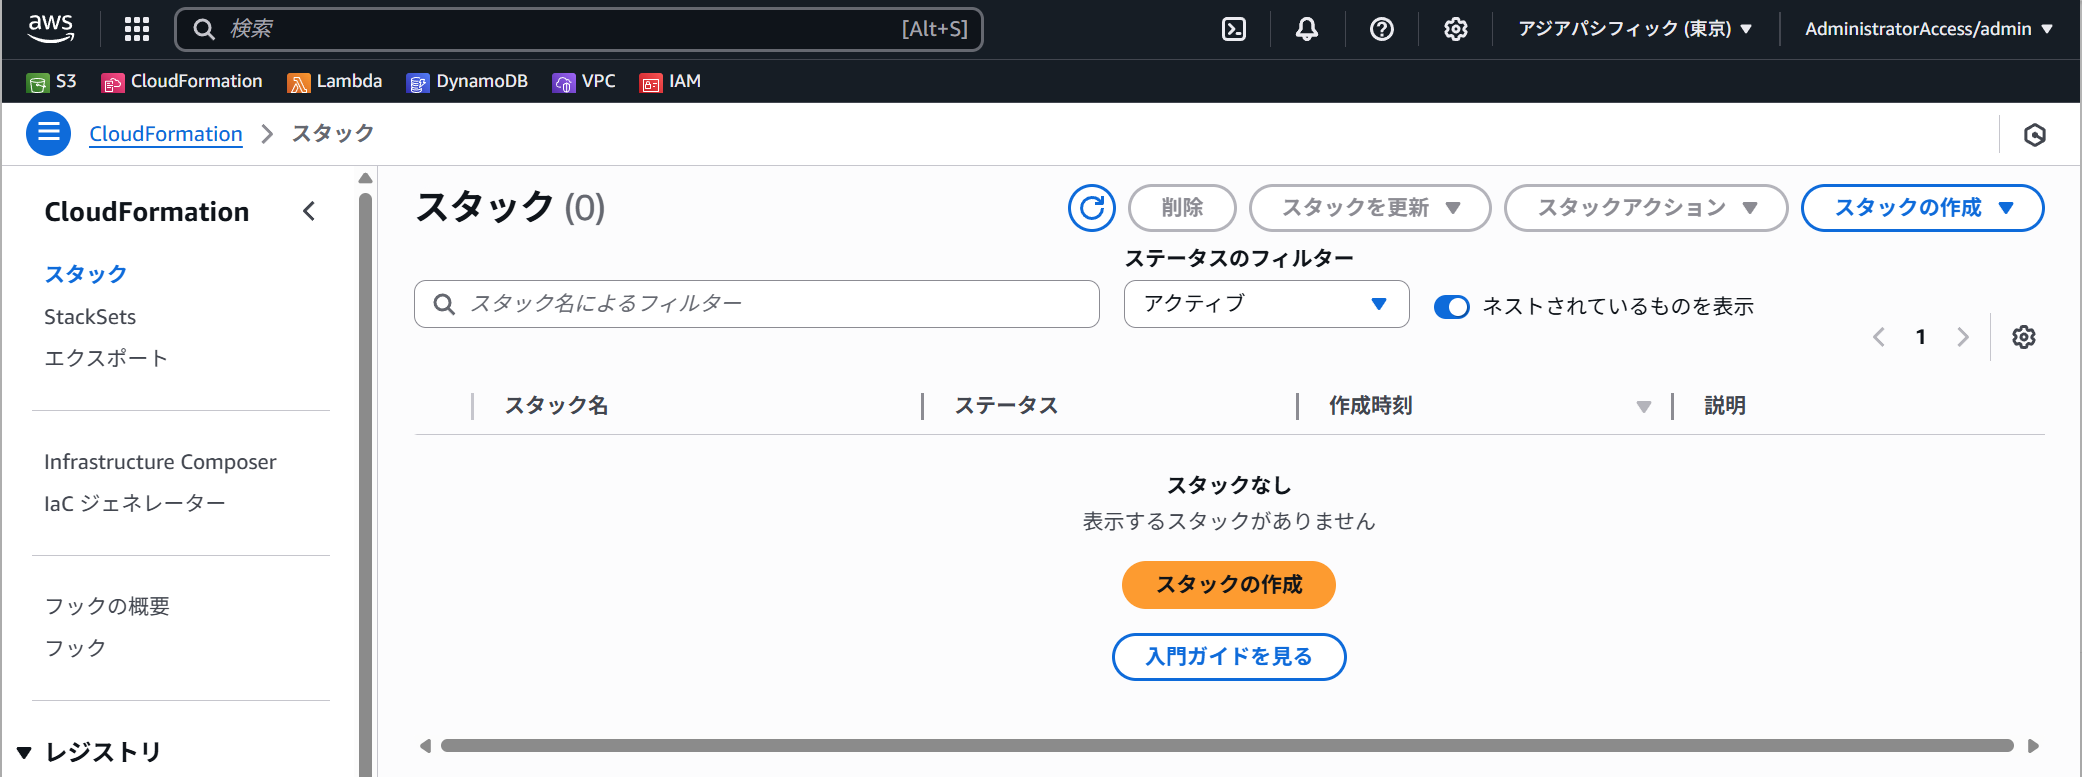 aws
検索
[Alt+S]
アジアパシフィック (東京)
AdministratorAccess/admin
S3
CloudFormation
Lambda
DynamoDB
VPC
IAM
CloudFormation
スタック
CloudFormation
スタック
StackSets
エクスポート
Infrastructure Composer
IaC ジェネレーター
フックの概要
フック
レジストリ
スタック (0)
削除
スタックを更新
スタックアクション
スタックの作成
ステータスのフィルター
スタック名によるフィルター
アクティブ
ネストされているものを表示
1
スタック名
ステータス
作成時刻
説明
スタックなし
表示するスタックがありません
スタックの作成
入門ガイドを見る